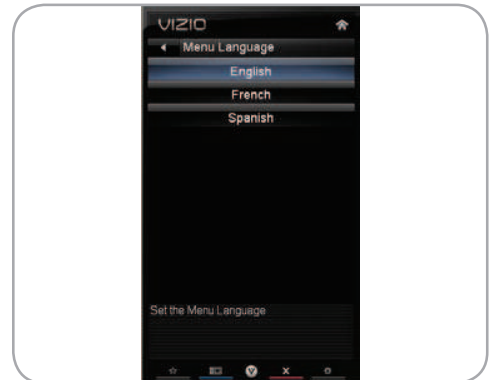 VIZIO
Menu Language
English
French
Spanish
Set the Menu Language